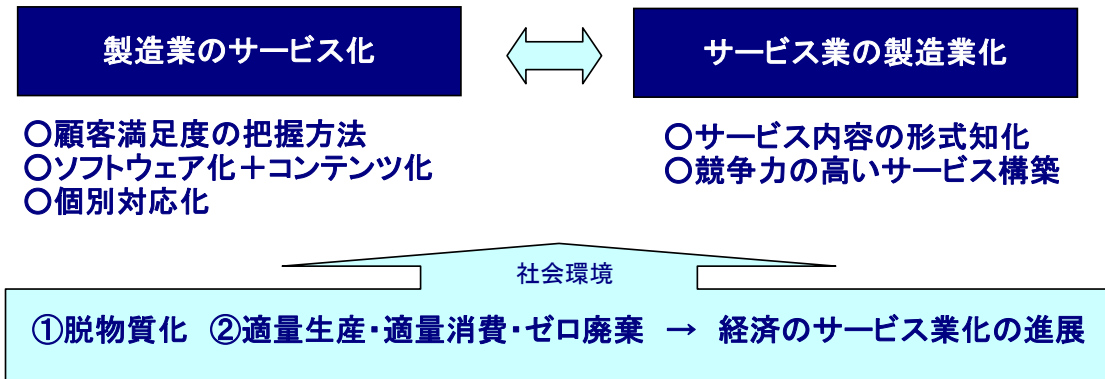 製造業のサービス化
サービス業の製造業化
○顧客満足度の把握方法
○ソフトウェア化＋コンテンツ化
○個別対応化
○サービス内容の形式知化
○競争力の高いサービス構築
社会環境
①脱物質化 ②適量生産・適量消費・ゼロ廃棄 → 経済のサービス業化の進展